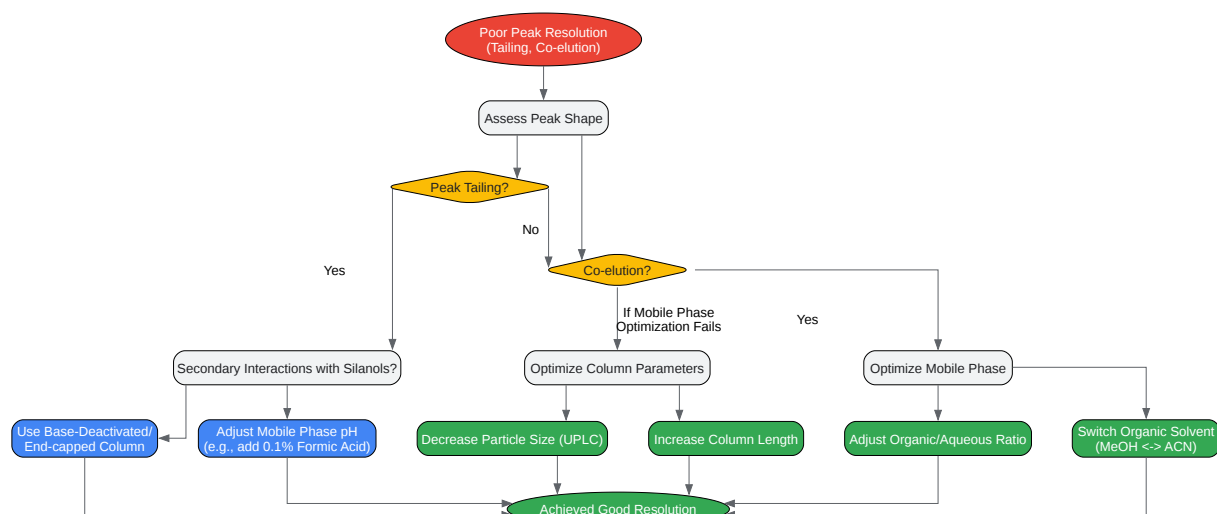 Poor Peak Resolution
(Tailing, Co-elution)
Assess Peak Shape
Peak Tailing?
No
Yes
Co-elution?
If Mobile Phase
Optimization Fails
Yes
Secondary Interactions with Silanols?
Optimize Column Parameters
Optimize Mobile Phase
Use Base-Deactivated/
End-capped Column
Adjust Mobile Phase pH
(e.g., add 0.1% Formic Acid)
Decrease Particle Size (UPLC)
Increase Column Length
Adjust Organic/Aqueous Ratio
Switch Organic Solvent
(MeOH <-> ACN)
Achieved Good Resolution